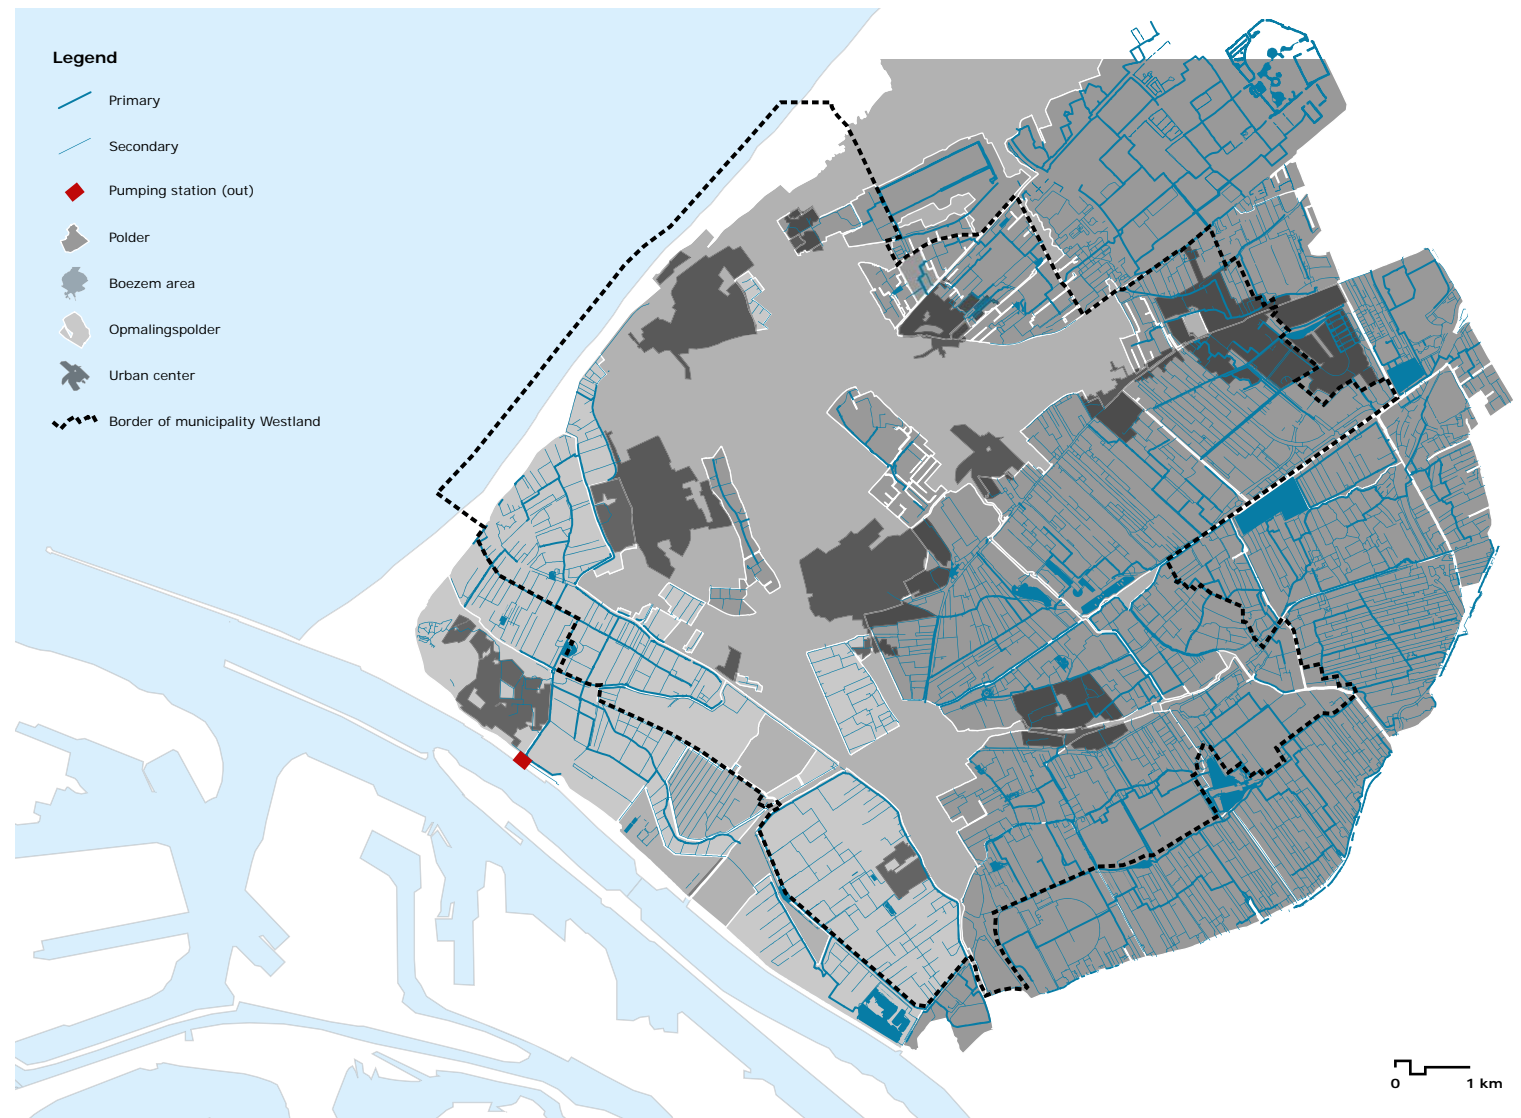 Legend
Primary
Secondary
Pumping station (out)
Polder
Boezem area
Opmalingspolder
Urban center
Border of municipality Westland
0 1 km